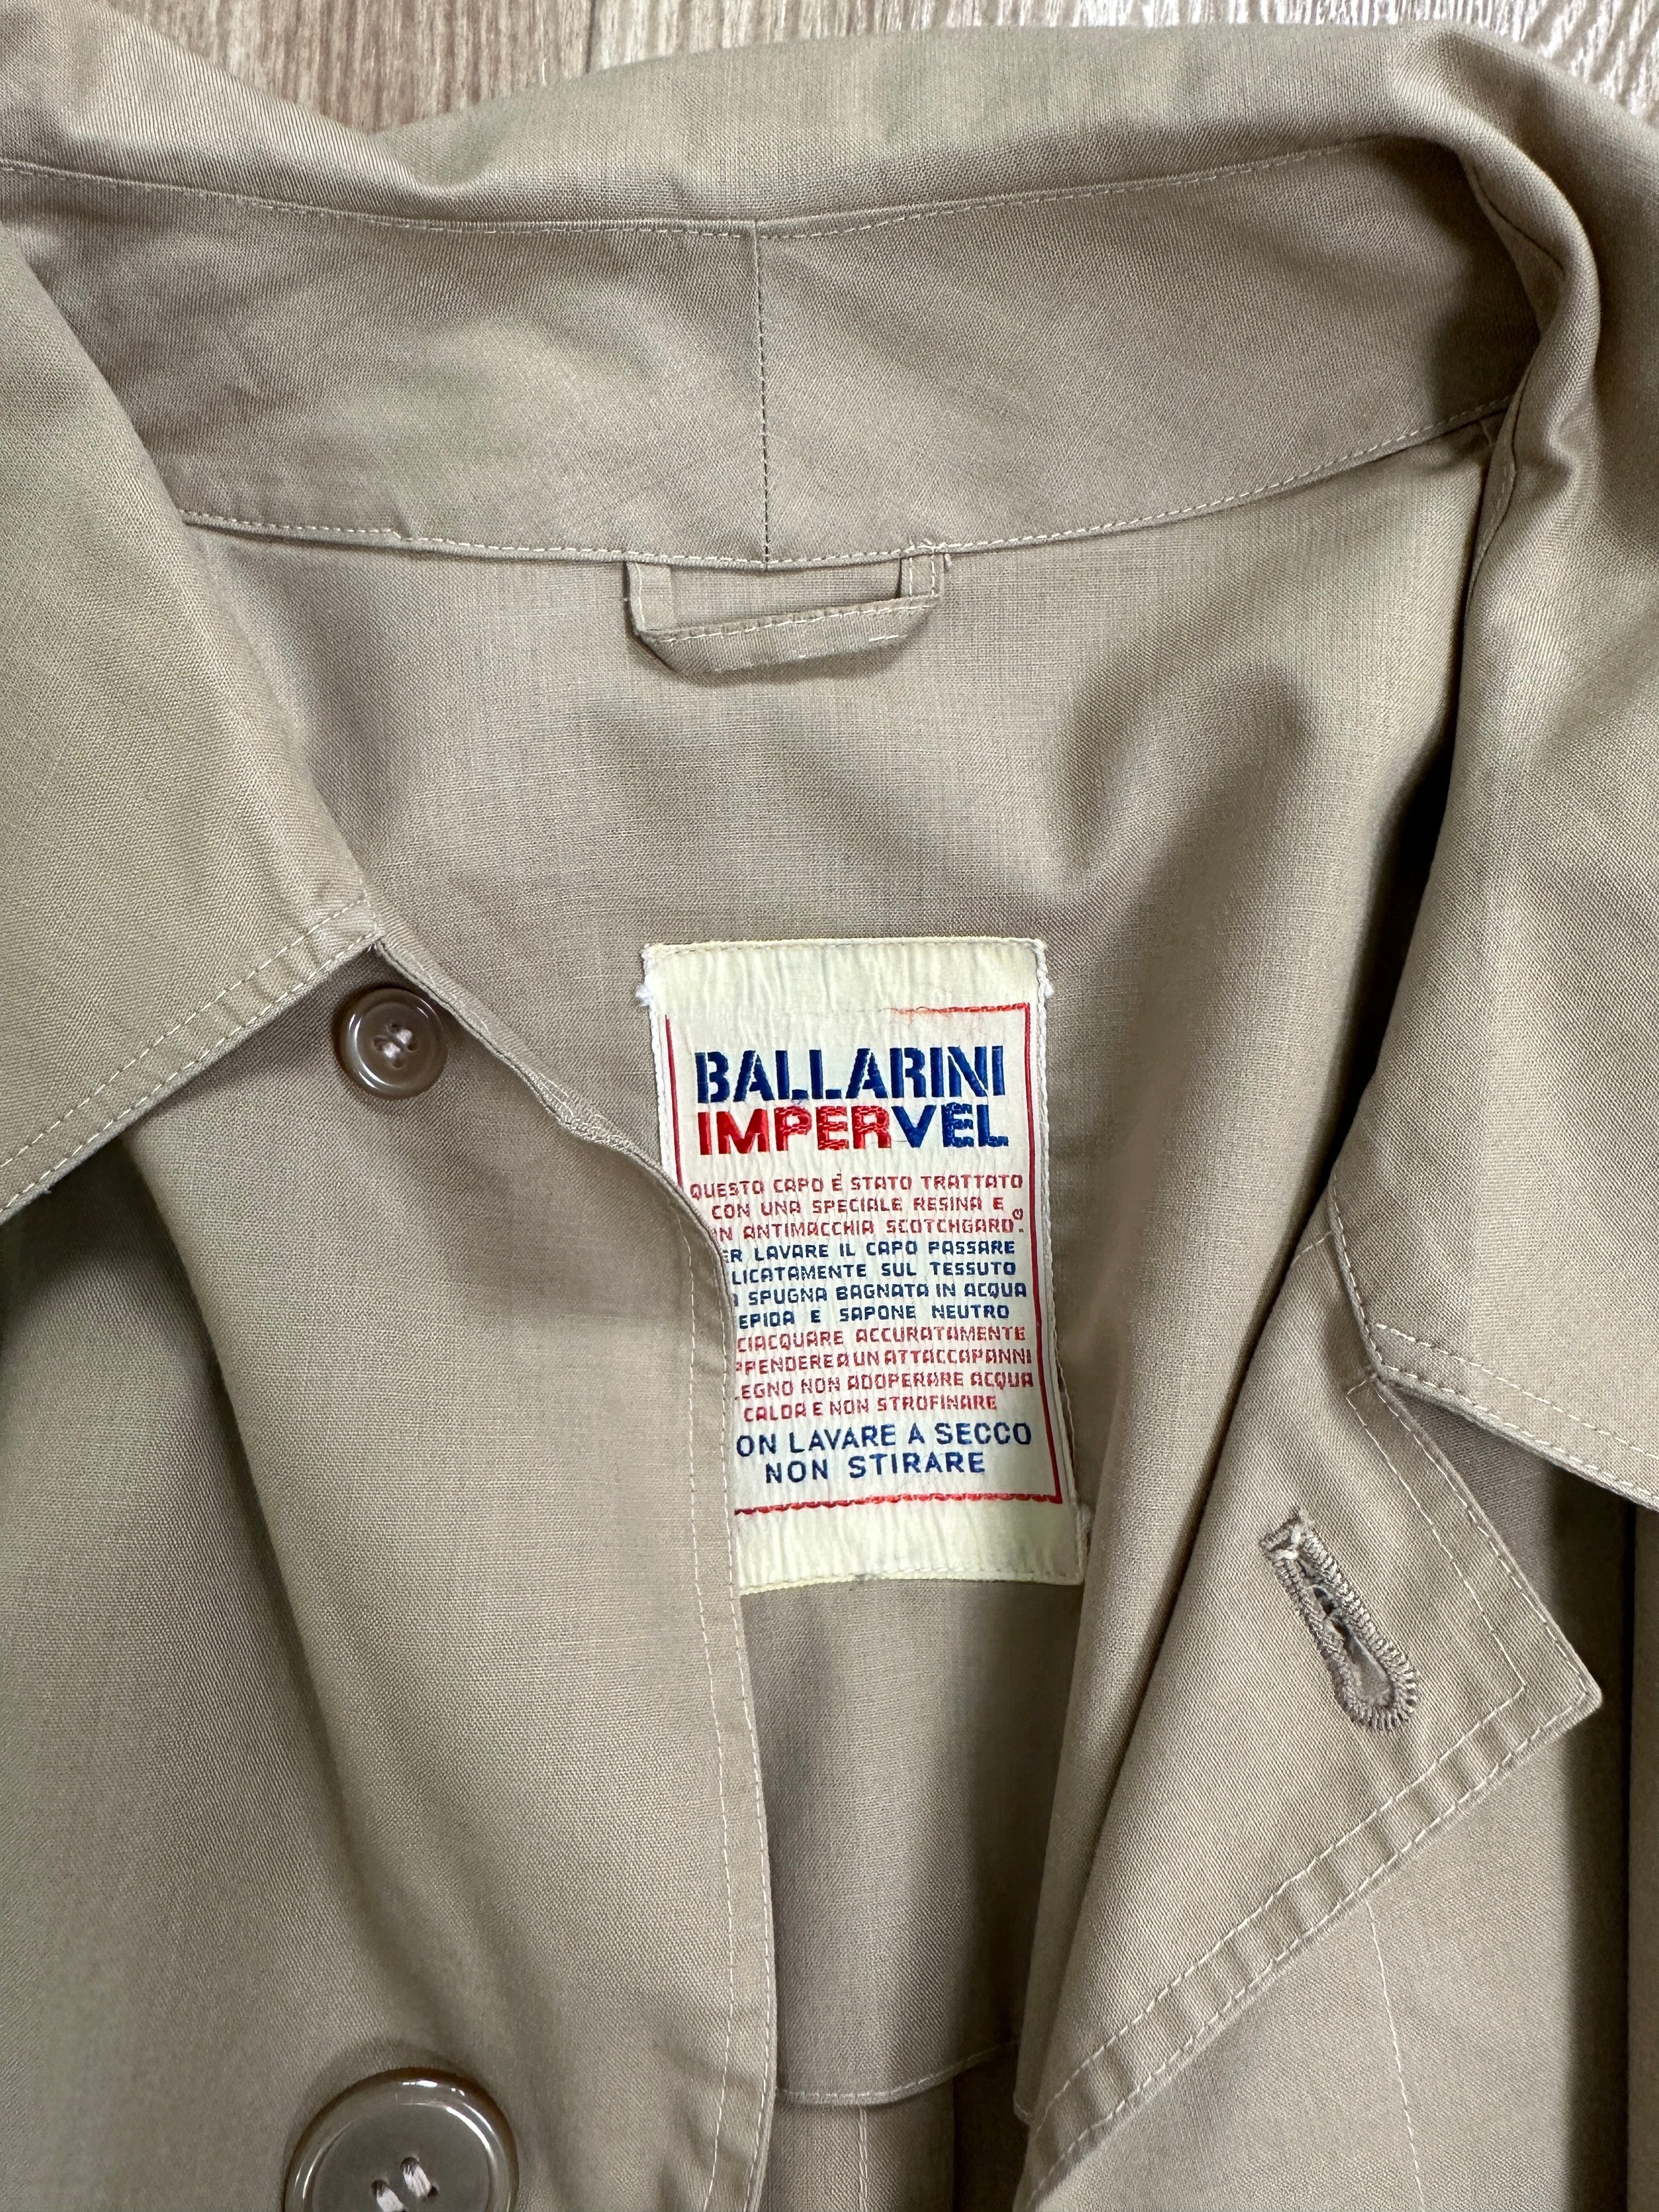 BALLARINI
IMPERVEL
QUESTO CAPO È STATO TRATTATO
CON UNA SPECIALE RESINA E
ANTIMACCHIA SCOTCHGARD®.
LAVARE IL CAPO PASSARE
SUL TESSUTO
SPUGNA BAGNATA IN ACQUA
E SAPONE NEUTRO
ACCURATAMENTE
A UN ATTACCAPANNI
NON ADOPERARE ACQUA
CALDA E NON STROFINARE
LAVARE A SECCO
NON STIRARE